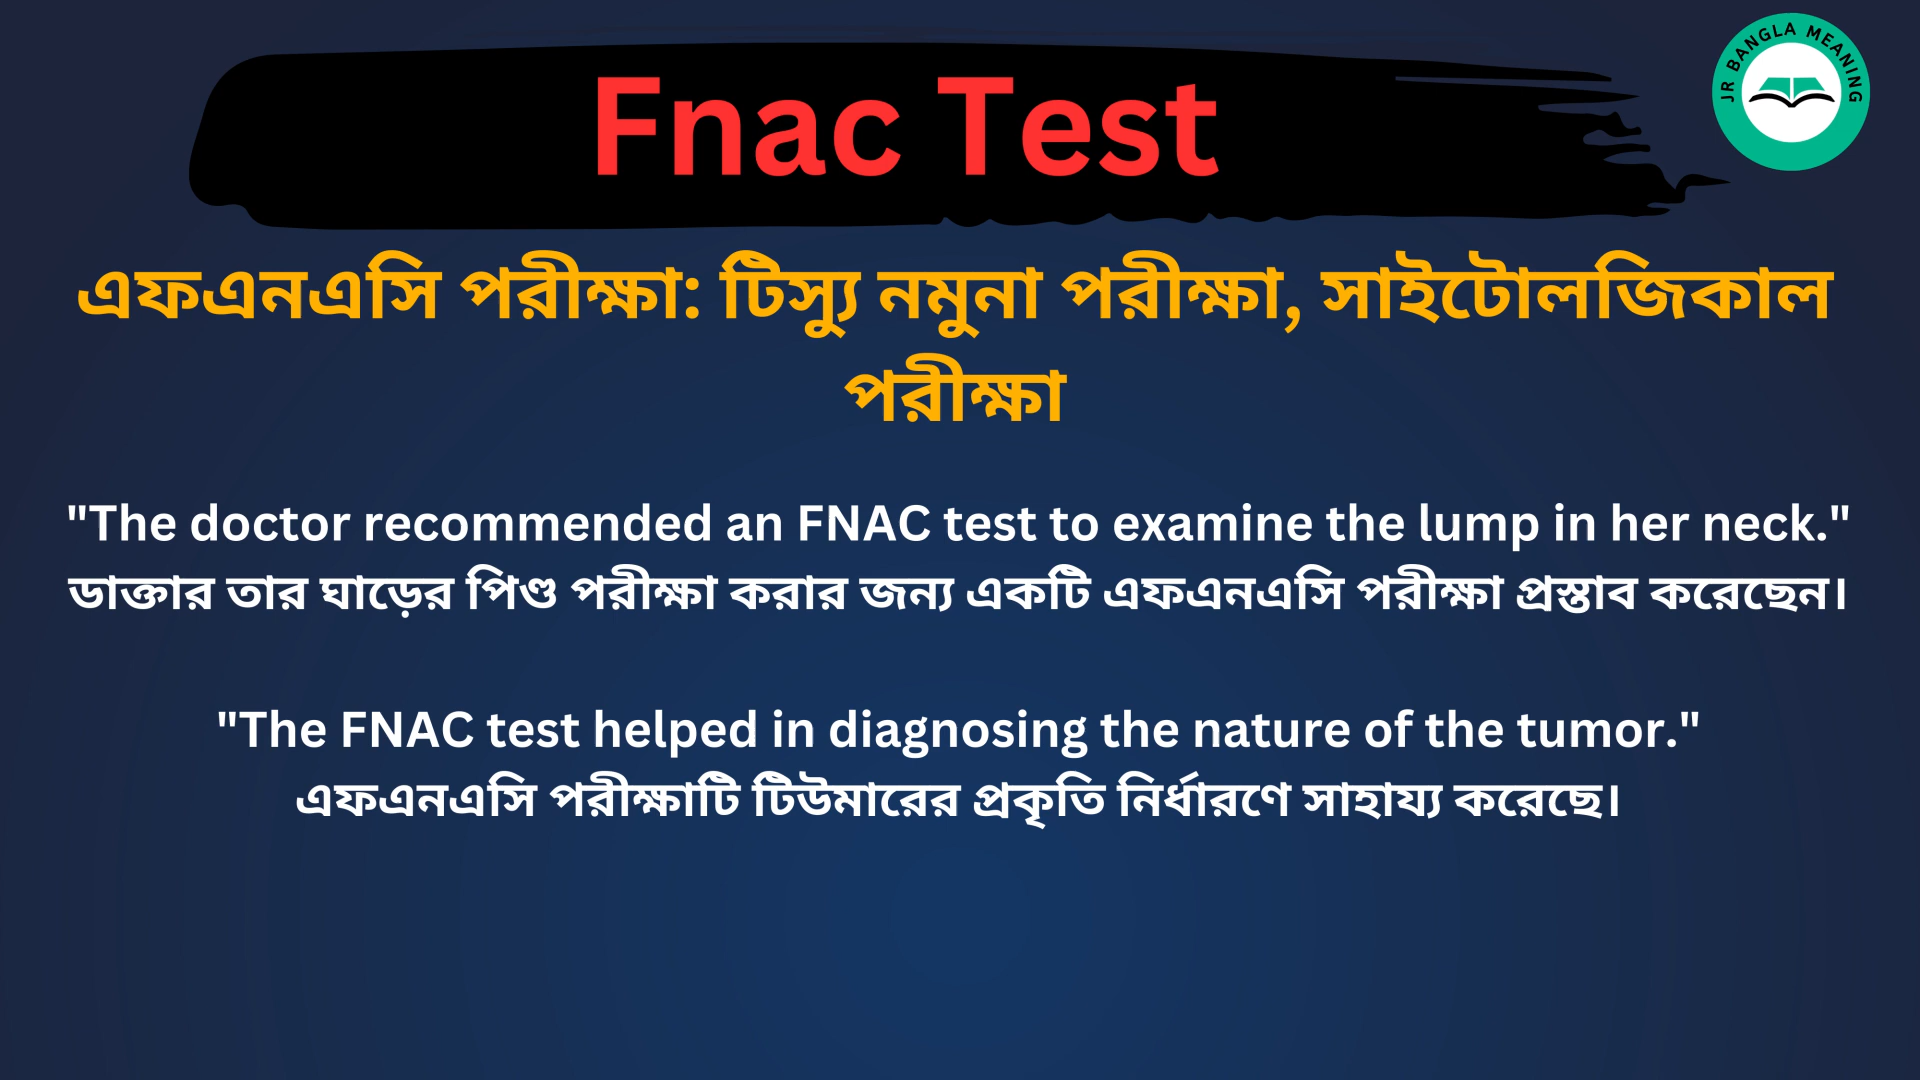 Fnac Test
JR BANGLA MEANING
এফএনএসি পরীক্ষা: টিস্যু নমুনা পরীক্ষা, সাইটোলজিকাল
পরীক্ষা
"The doctor recommended an FNAC test to examine the lump in her neck."
ডাক্তার তার ঘাড়ের পিণ্ড পরীক্ষা করার জন্য একটি এফএনএসি পরীক্ষা প্রস্তাব করেছেন।
"The FNAC test helped in diagnosing the nature of the tumor."
এফএনএসি পরীক্ষাটি টিউমারের প্রকৃতি নির্ধারণে সাহায্য করেছে।